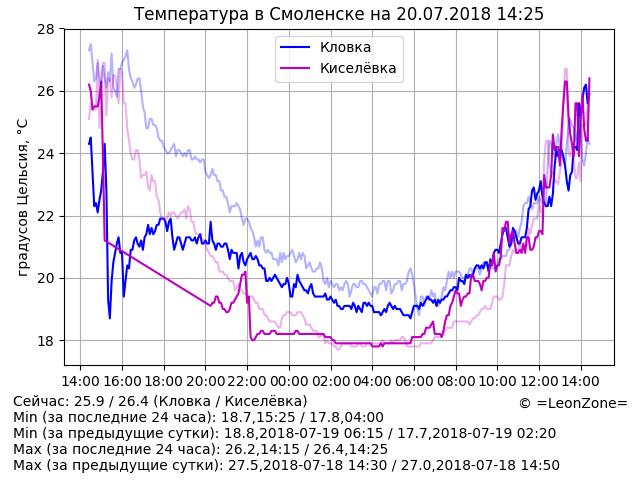 Температура в Смоленске на 20.07.2018 14:25
28
26
24
22
20
18
градусов Цельсия, °C
Кловка
Киселёвка
14:00 16:00 18:00 20:00 22:00 00:00 02:00 04:00 06:00 08:00 10:00 12:00 14:00
Сейчас: 25.9 / 26.4 (Кловка / Киселёвка)
© =LeonZone=
Min (за последние 24 часа): 18.7,15:25 / 17.8,04:00
Min (за предыдущие сутки): 18.8,2018-07-19 06:15 / 17.7,2018-07-19 02:20
Max (за последние 24 часа): 26.2,14:15 / 26.4,14:25
Max (за предыдущие сутки): 27.5,2018-07-18 14:30 / 27.0,2018-07-18 14:50